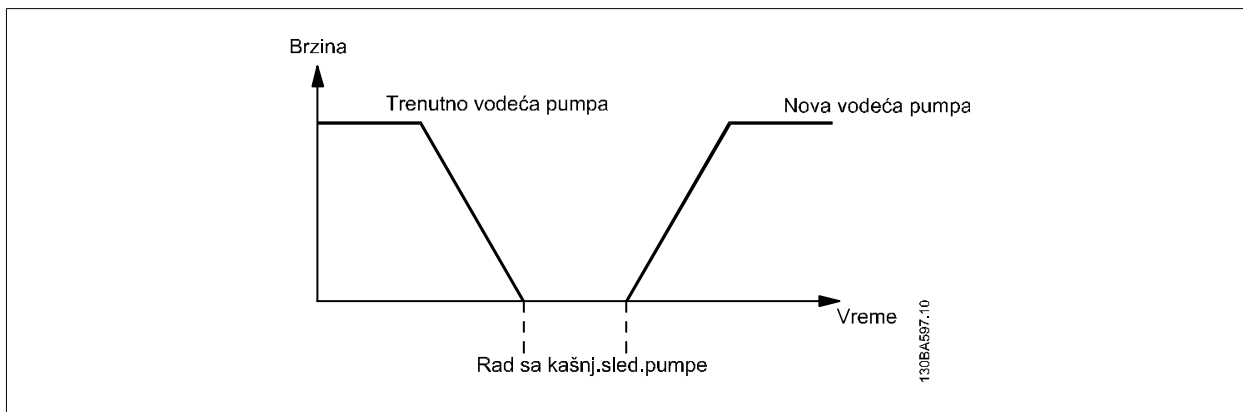 Brzina
Trenutno vodeća pumpa
Nova vodeća pumpa
Vreme
Rad sa kašnj.sled.pumpe
130BA597.10